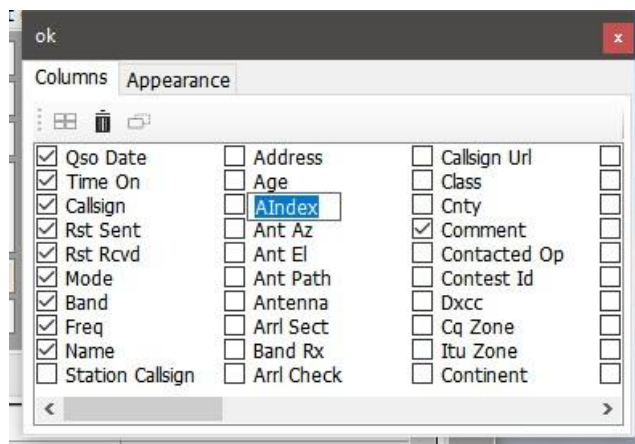 ok
x
Columns Appearance
Qso Date Address Callsign Url
Time On Age Class
Callsign AIndex Cnty
Rst Sent Ant Az Comment
Rst Rcvd Ant El Contacted Op
Mode Ant Path Contest Id
Band Antenna Dxcc
Freq Arrl Sect Cq Zone
Name Band Rx Itu Zone
Station Callsign Arrl Check Continent